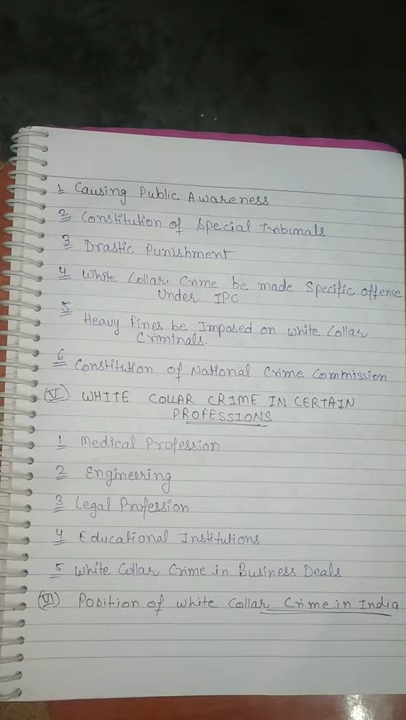 1 Causing Public Awareness
2 Constitution of Special Tribunals
3 Drastic Punishment
4 White Collar Crime be made Specific offence
Under IPC
5 Heavy Fines be Imposed on White Collar
Criminals.
6 Constitution of National Crime Commission
(V) WHITE COLLAR CRIME IN CERTAIN
PROFESSIONS
1 Medical Profession
2 Engineering
3 Legal Profession
4 Educational Institutions
5 White Collar Crime in Business Deals
(VI) Position of White Collar Crime in India